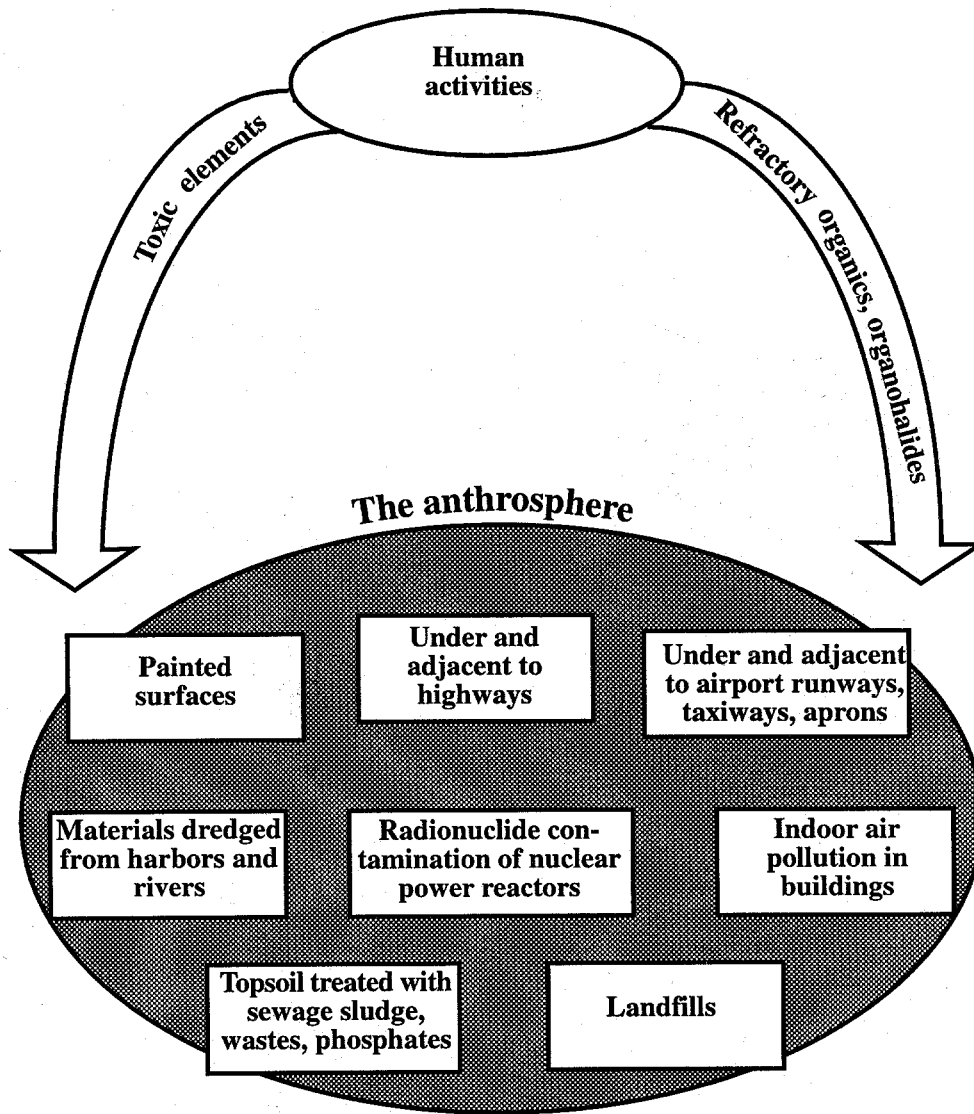 Human
activities
Toxic elements
Refractory organics, organohalides
The anthrosphere
Painted
surfaces
Under and
adjacent to
highways
Under and adjacent
to airport runways,
taxiways, aprons
Materials dredged
from harbors and
rivers
Radionuclide con-
tamination of nuclear
power reactors
Indoor air
pollution in
buildings
Topsoil treated with
sewage sludge,
wastes, phosphates
Landfills